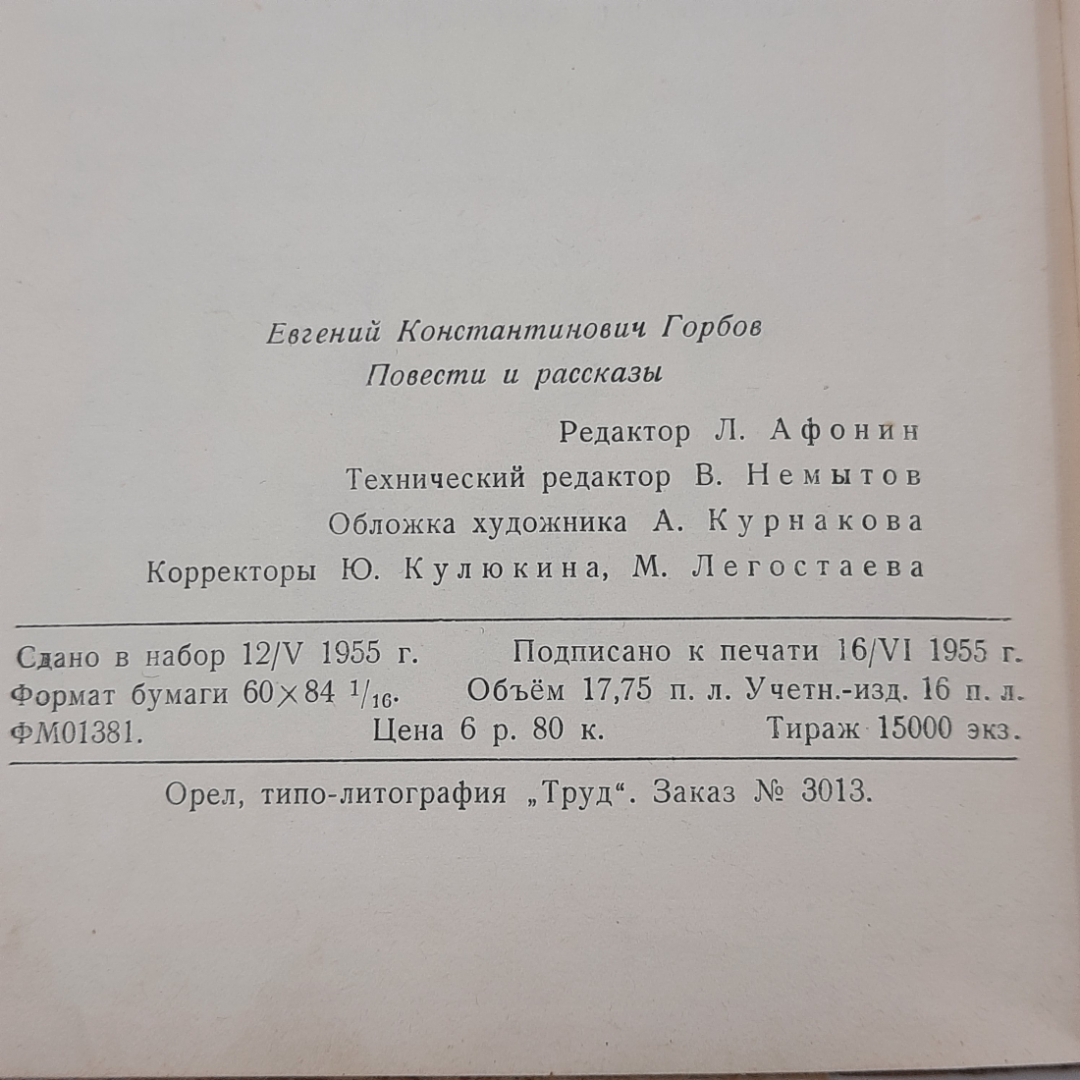 Евгений Константинович Горбов
Повести и рассказы
Редактор Л. Афонин
Технический редактор В. Немытов
Обложка художника А. Курнакова
Корректоры Ю. Кулюкина, М. Легостаева
Сдано в набор 12/V 1955 г. Подписано к печати 16/VI 1955 г.
Формат бумаги 60×84 1/16. Объём 17,75 п. л. Учетн.-изд. 16 п. л.
ФМ01381. Цена 6 р. 80 к. Тираж 15000 экз.
Орел, типо-литография „Труд“. Заказ № 3013.